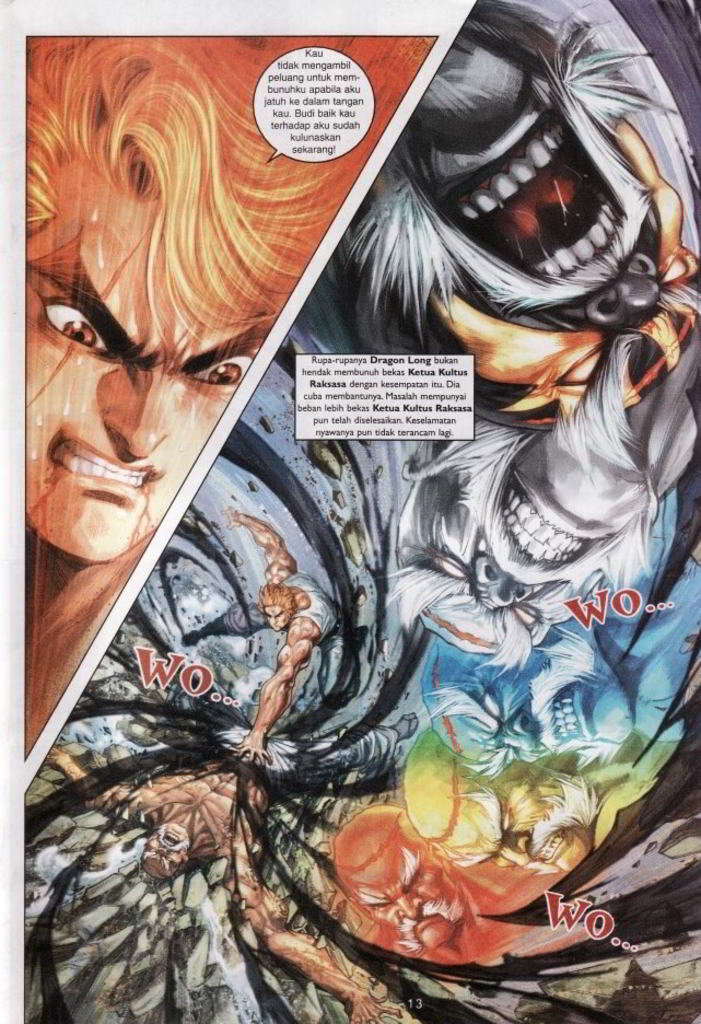 Kau
tidak mengambil
peluang untuk mem-
bunuhku apabila aku
jatuh ke dalam tangan
kau. Budi baik kau
terhadap aku sudah
kulunaskan
sekarang!
Rupa-rupanya Dragon Long bukan
hendak membunuh bekas Ketua Kultus
Raksasa dengan kesempatan itu. Dia
cuba membantunya. Masalah mempunyai
beban lebih bekas Ketua Kultus Raksasa
pun telah diselesaikan. Keselamatan
nyawanya pun tidak terancam lagi.
WO...
WO...
WO...
13